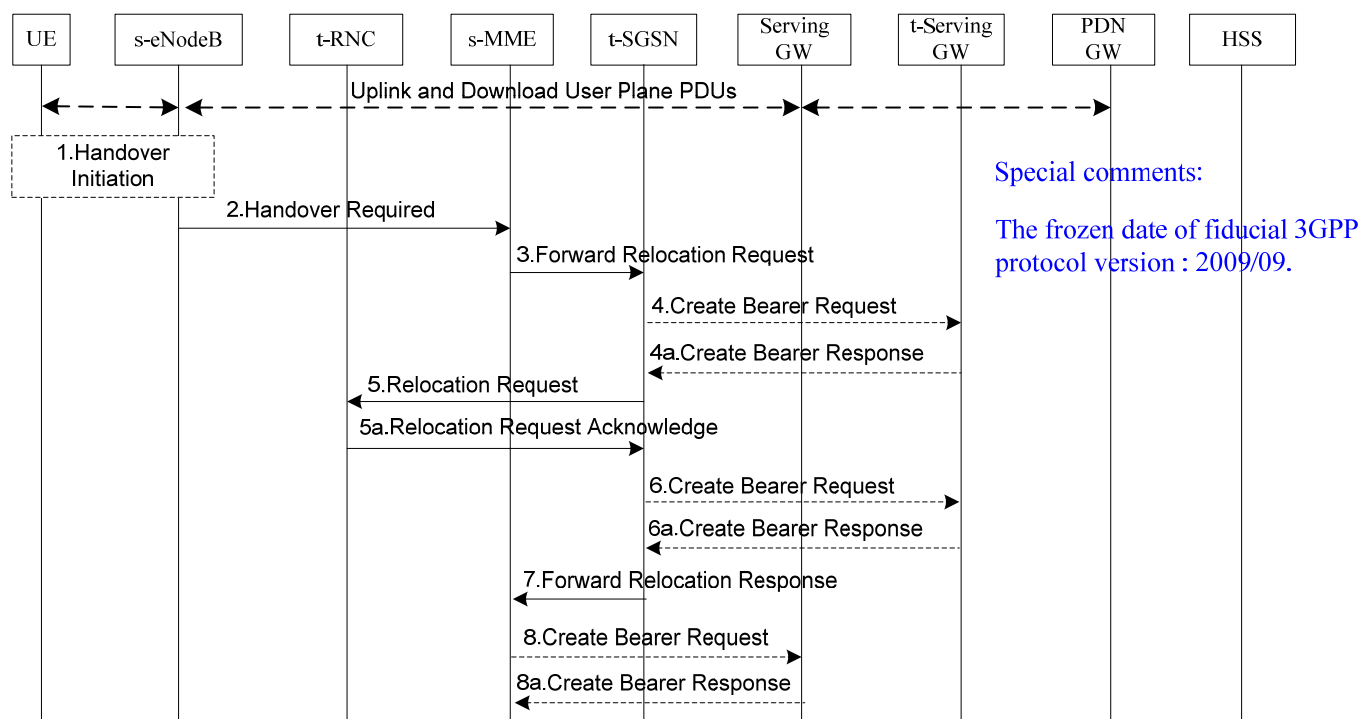 UE
s-eNodeB
t-RNC
s-MME
t-SGSN
Serving
GW
t-Serving
GW
PDN
GW
HSS
Uplink and Download User Plane PDUs
1.Handover
Initiation
2.Handover Required
3.Forward Relocation Request
Special comments:
The frozen date of fiducial 3GPP
protocol version : 2009/09.
4.Create Bearer Request
4a.Create Bearer Response
5.Relocation Request
5a.Relocation Request Acknowledge
6.Create Bearer Request
6a.Create Bearer Response
7.Forward Relocation Response
8.Create Bearer Request
8a.Create Bearer Response